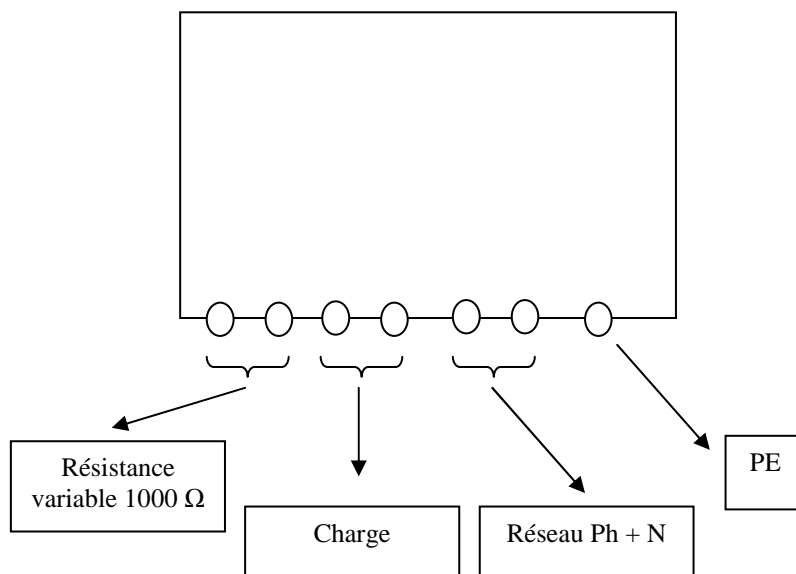 Résistance
variable 1000 Ω
Charge
Réseau Ph + N
PE